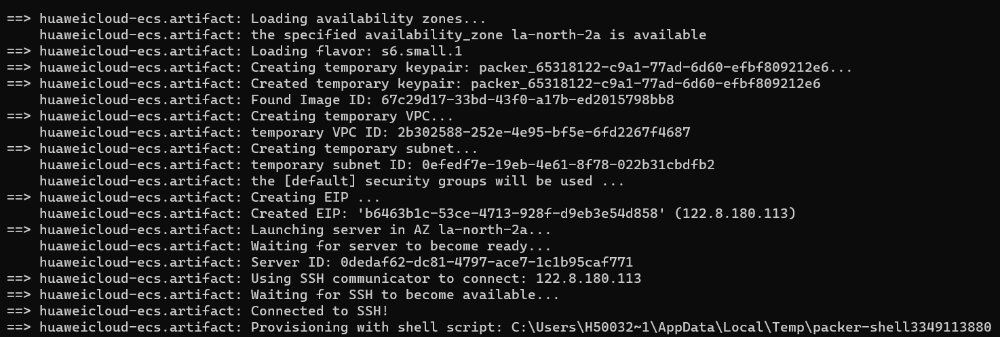 ==> huaweicloud-ecs.artifact: Loading availability zones...
    huaweicloud-ecs.artifact: the specified availability_zone la-north-2a is available
==> huaweicloud-ecs.artifact: Loading flavor: s6.small.1
==> huaweicloud-ecs.artifact: Creating temporary keypair: packer_65318122-c9a1-77ad-6d60-efbf809212e6...
==> huaweicloud-ecs.artifact: Created temporary keypair: packer_65318122-c9a1-77ad-6d60-efbf809212e6
    huaweicloud-ecs.artifact: Found Image ID: 67c29d17-33bd-43f0-a17b-ed2015798bb8
==> huaweicloud-ecs.artifact: Creating temporary VPC...
    huaweicloud-ecs.artifact: temporary VPC ID: 2b302588-252e-4e95-bf5e-6fd2267f4687
==> huaweicloud-ecs.artifact: Creating temporary subnet...
    huaweicloud-ecs.artifact: temporary subnet ID: 0efedf7e-19eb-4e61-8f78-022b31cbdfb2
    huaweicloud-ecs.artifact: the [default] security groups will be used ...
==> huaweicloud-ecs.artifact: Creating EIP ...
    huaweicloud-ecs.artifact: Created EIP: 'b6463b1c-53ce-4713-928f-d9eb3e54d858' (122.8.180.113)
==> huaweicloud-ecs.artifact: Launching server in AZ la-north-2a...
    huaweicloud-ecs.artifact: Waiting for server to become ready...
    huaweicloud-ecs.artifact: Server ID: 0dedaf62-dc81-4797-ace7-1c1b95caf771
==> huaweicloud-ecs.artifact: Using SSH communicator to connect: 122.8.180.113
==> huaweicloud-ecs.artifact: Waiting for SSH to become available...
==> huaweicloud-ecs.artifact: Connected to SSH!
==> huaweicloud-ecs.artifact: Provisioning with shell script: C:\Users\H50032~1\AppData\Local\Temp\packer-shell3349113880